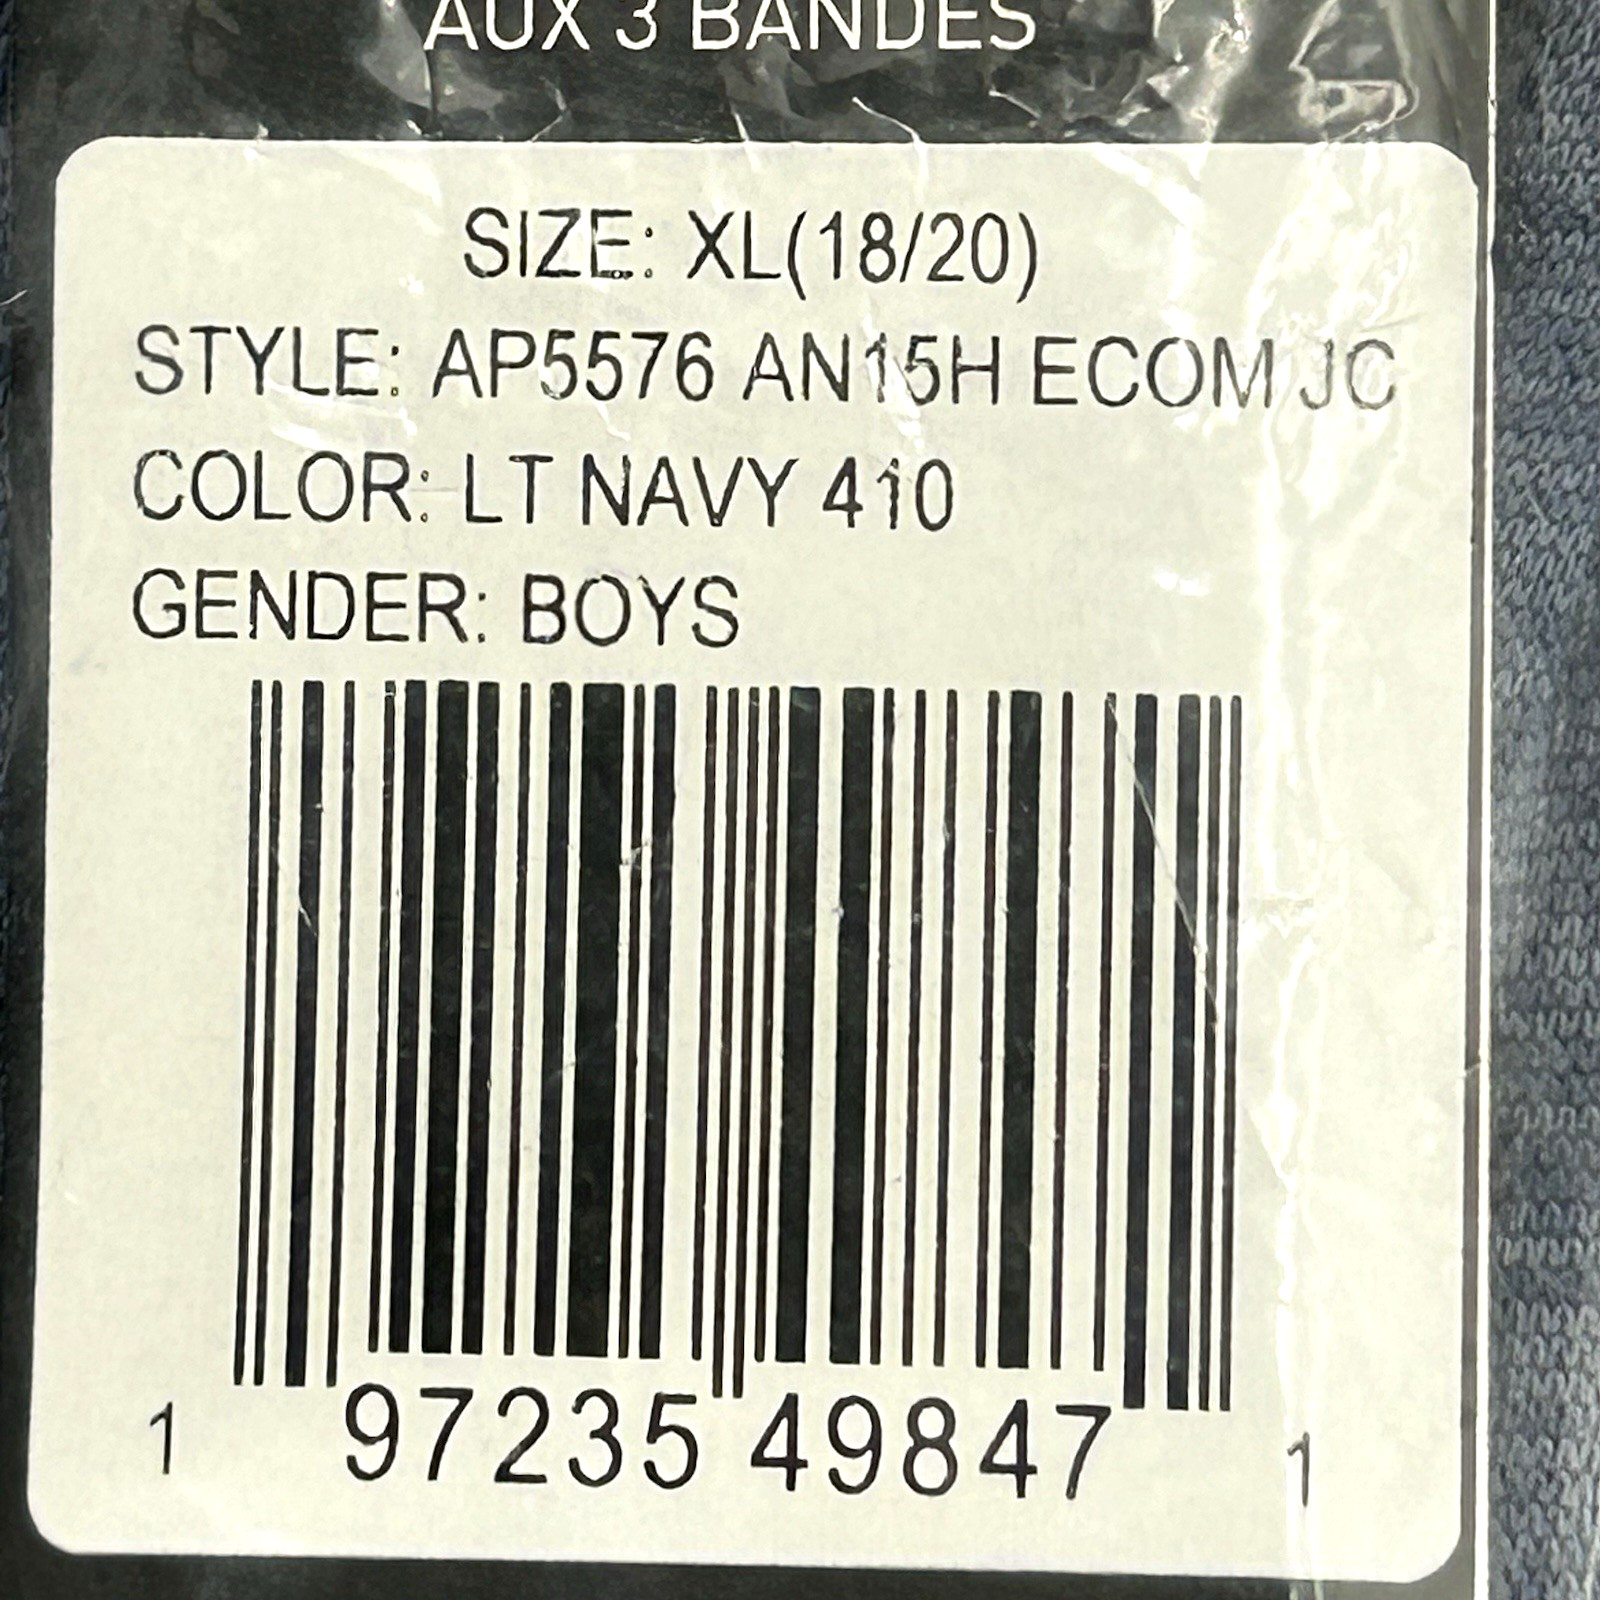 AUX 3 BANDES
SIZE: XL(18/20)
STYLE: AP5576 AN15H ECOM JC
COLOR: LT NAVY 410
GENDER: BOYS
1 97235 49847 1